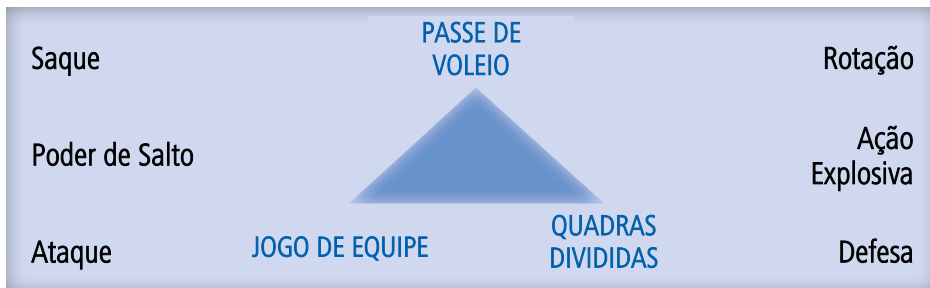 Saque
Poder de Salto
Ataque
PASSE DE
VOLEIO
JOGO DE EQUIPE
QUADRAS
DIVIDIDAS
Rotação
Ação
Explosiva
Defesa